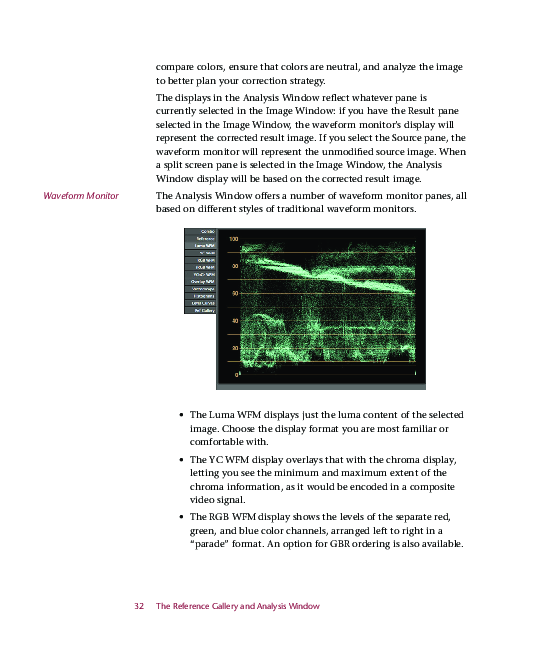 compare colors, ensure that colors are neutral, and analyze the image
to better plan your correction strategy.
The displays in the Analysis Window reflect whatever pane is
currently selected in the Image Window: if you have the Result pane
selected in the Image Window, the waveform monitor's display will
represent the corrected result image. If you select the Source pane, the
waveform monitor will represent the unmodified source image. When
a split screen pane is selected in the Image Window, the Analysis
Window display will be based on the corrected result image.
Waveform Monitor
The Analysis Window offers a number of waveform monitor panes, all
based on different styles of traditional waveform monitors.
Combo
Reference
Luma WFM
YC WFM
RGB WFM
YCbCr WFM
Overlay WFM
Vectorscope
Histograms
Luma Curves
Ref Gallery
100
80
60
40
20
0
• The Luma WFM displays just the luma content of the selected
image. Choose the display format you are most familiar or
comfortable with.
• The YC WFM display overlays that with the chroma display,
letting you see the minimum and maximum extent of the
chroma information, as it would be encoded in a composite
video signal.
• The RGB WFM display shows the levels of the separate red,
green, and blue color channels, arranged left to right in a
“parade” format. An option for GBR ordering is also available.
32 The Reference Gallery and Analysis Window